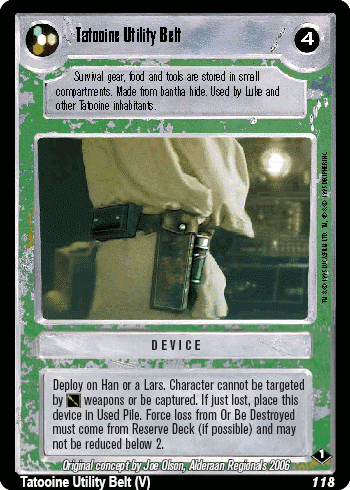 Tatooine Utility Belt
4
Survival gear, food and tools are stored in small
compartments. Made from bantha hide. Used by Luke and
other Tatooine inhabitants.
DEVICE
Deploy on Han or a Lars. Character cannot be targeted
by weapons or be captured. If just lost, place this
device in Used Pile. Force loss from Or Be Destroyed
must come from Reserve Deck (if possible) and may
not be reduced below 2.
1
Original concept by Joe Olson, Alderaan Regionals 2006
Tatooine Utility Belt (V)
118